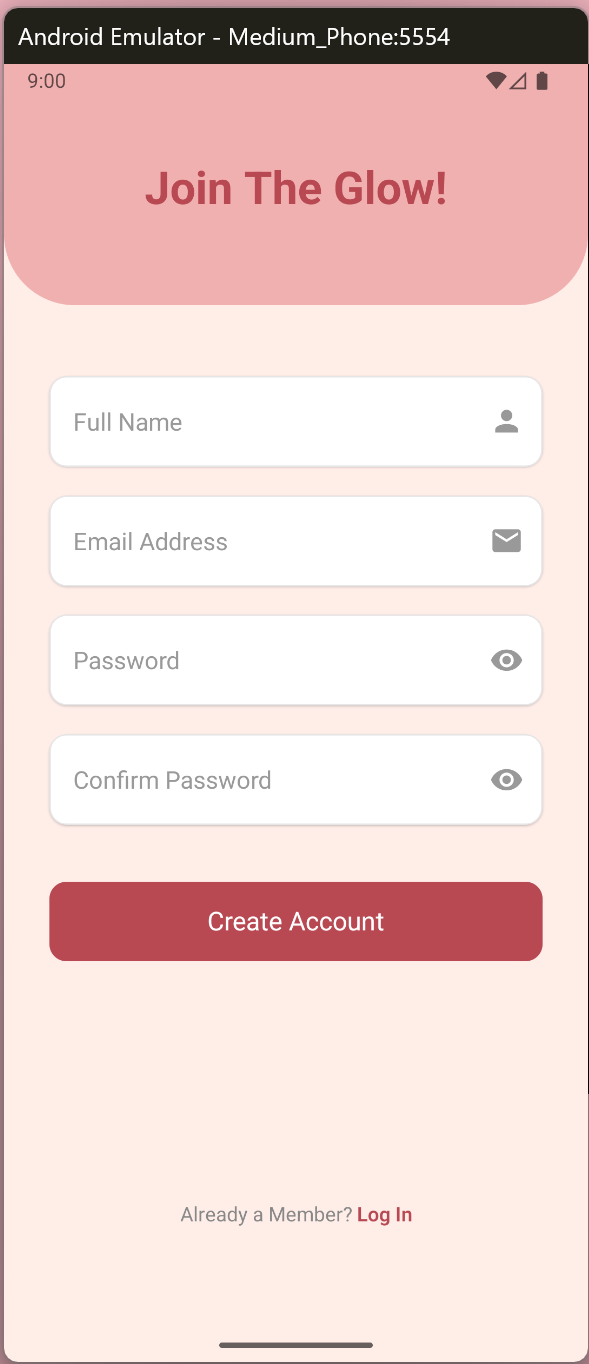 Android Emulator - Medium_Phone:5554
9:00
Join The Glow!
Full Name
Email Address
Password
Confirm Password
Create Account
Already a Member? Log In